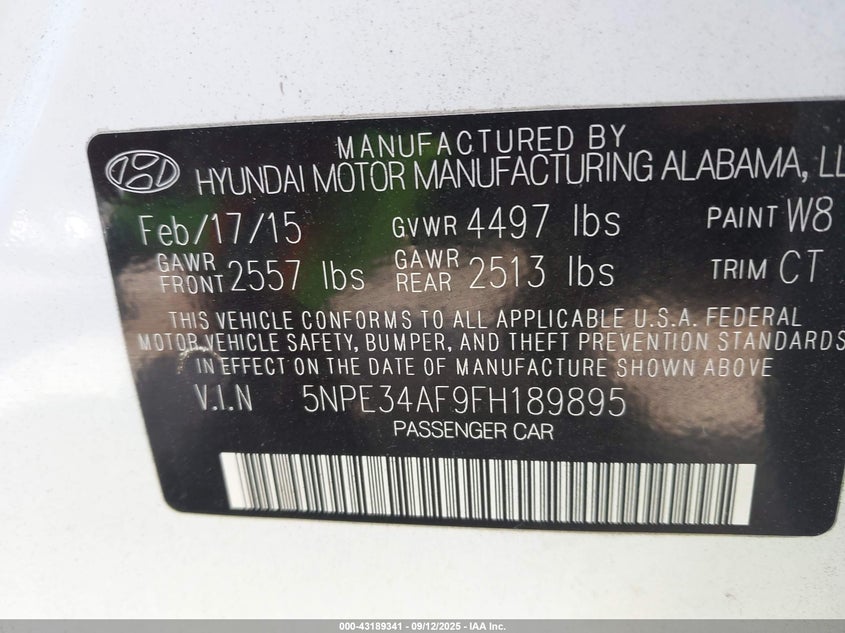 MANUFACTURED BY
HYUNDAI MOTOR MANUFACTURING ALABAMA, LL
Feb/17/15 GVWR 4497 lbs PAINT W8
GAWR FRONT 2557 lbs GAWR REAR 2513 lbs TRIM CT
THIS VEHICLE CONFORMS TO ALL APPLICABLE U.S.A. FEDERAL
MOTOR VEHICLE SAFETY, BUMPER, AND THEFT PREVENTION STANDARDS
IN EFFECT ON THE DATE OF MANUFACTURE SHOWN ABOVE
V.I.N 5NPE34AF9FH189895
PASSENGER CAR
000-43189341 | 09/12/2025 - IAA Inc.